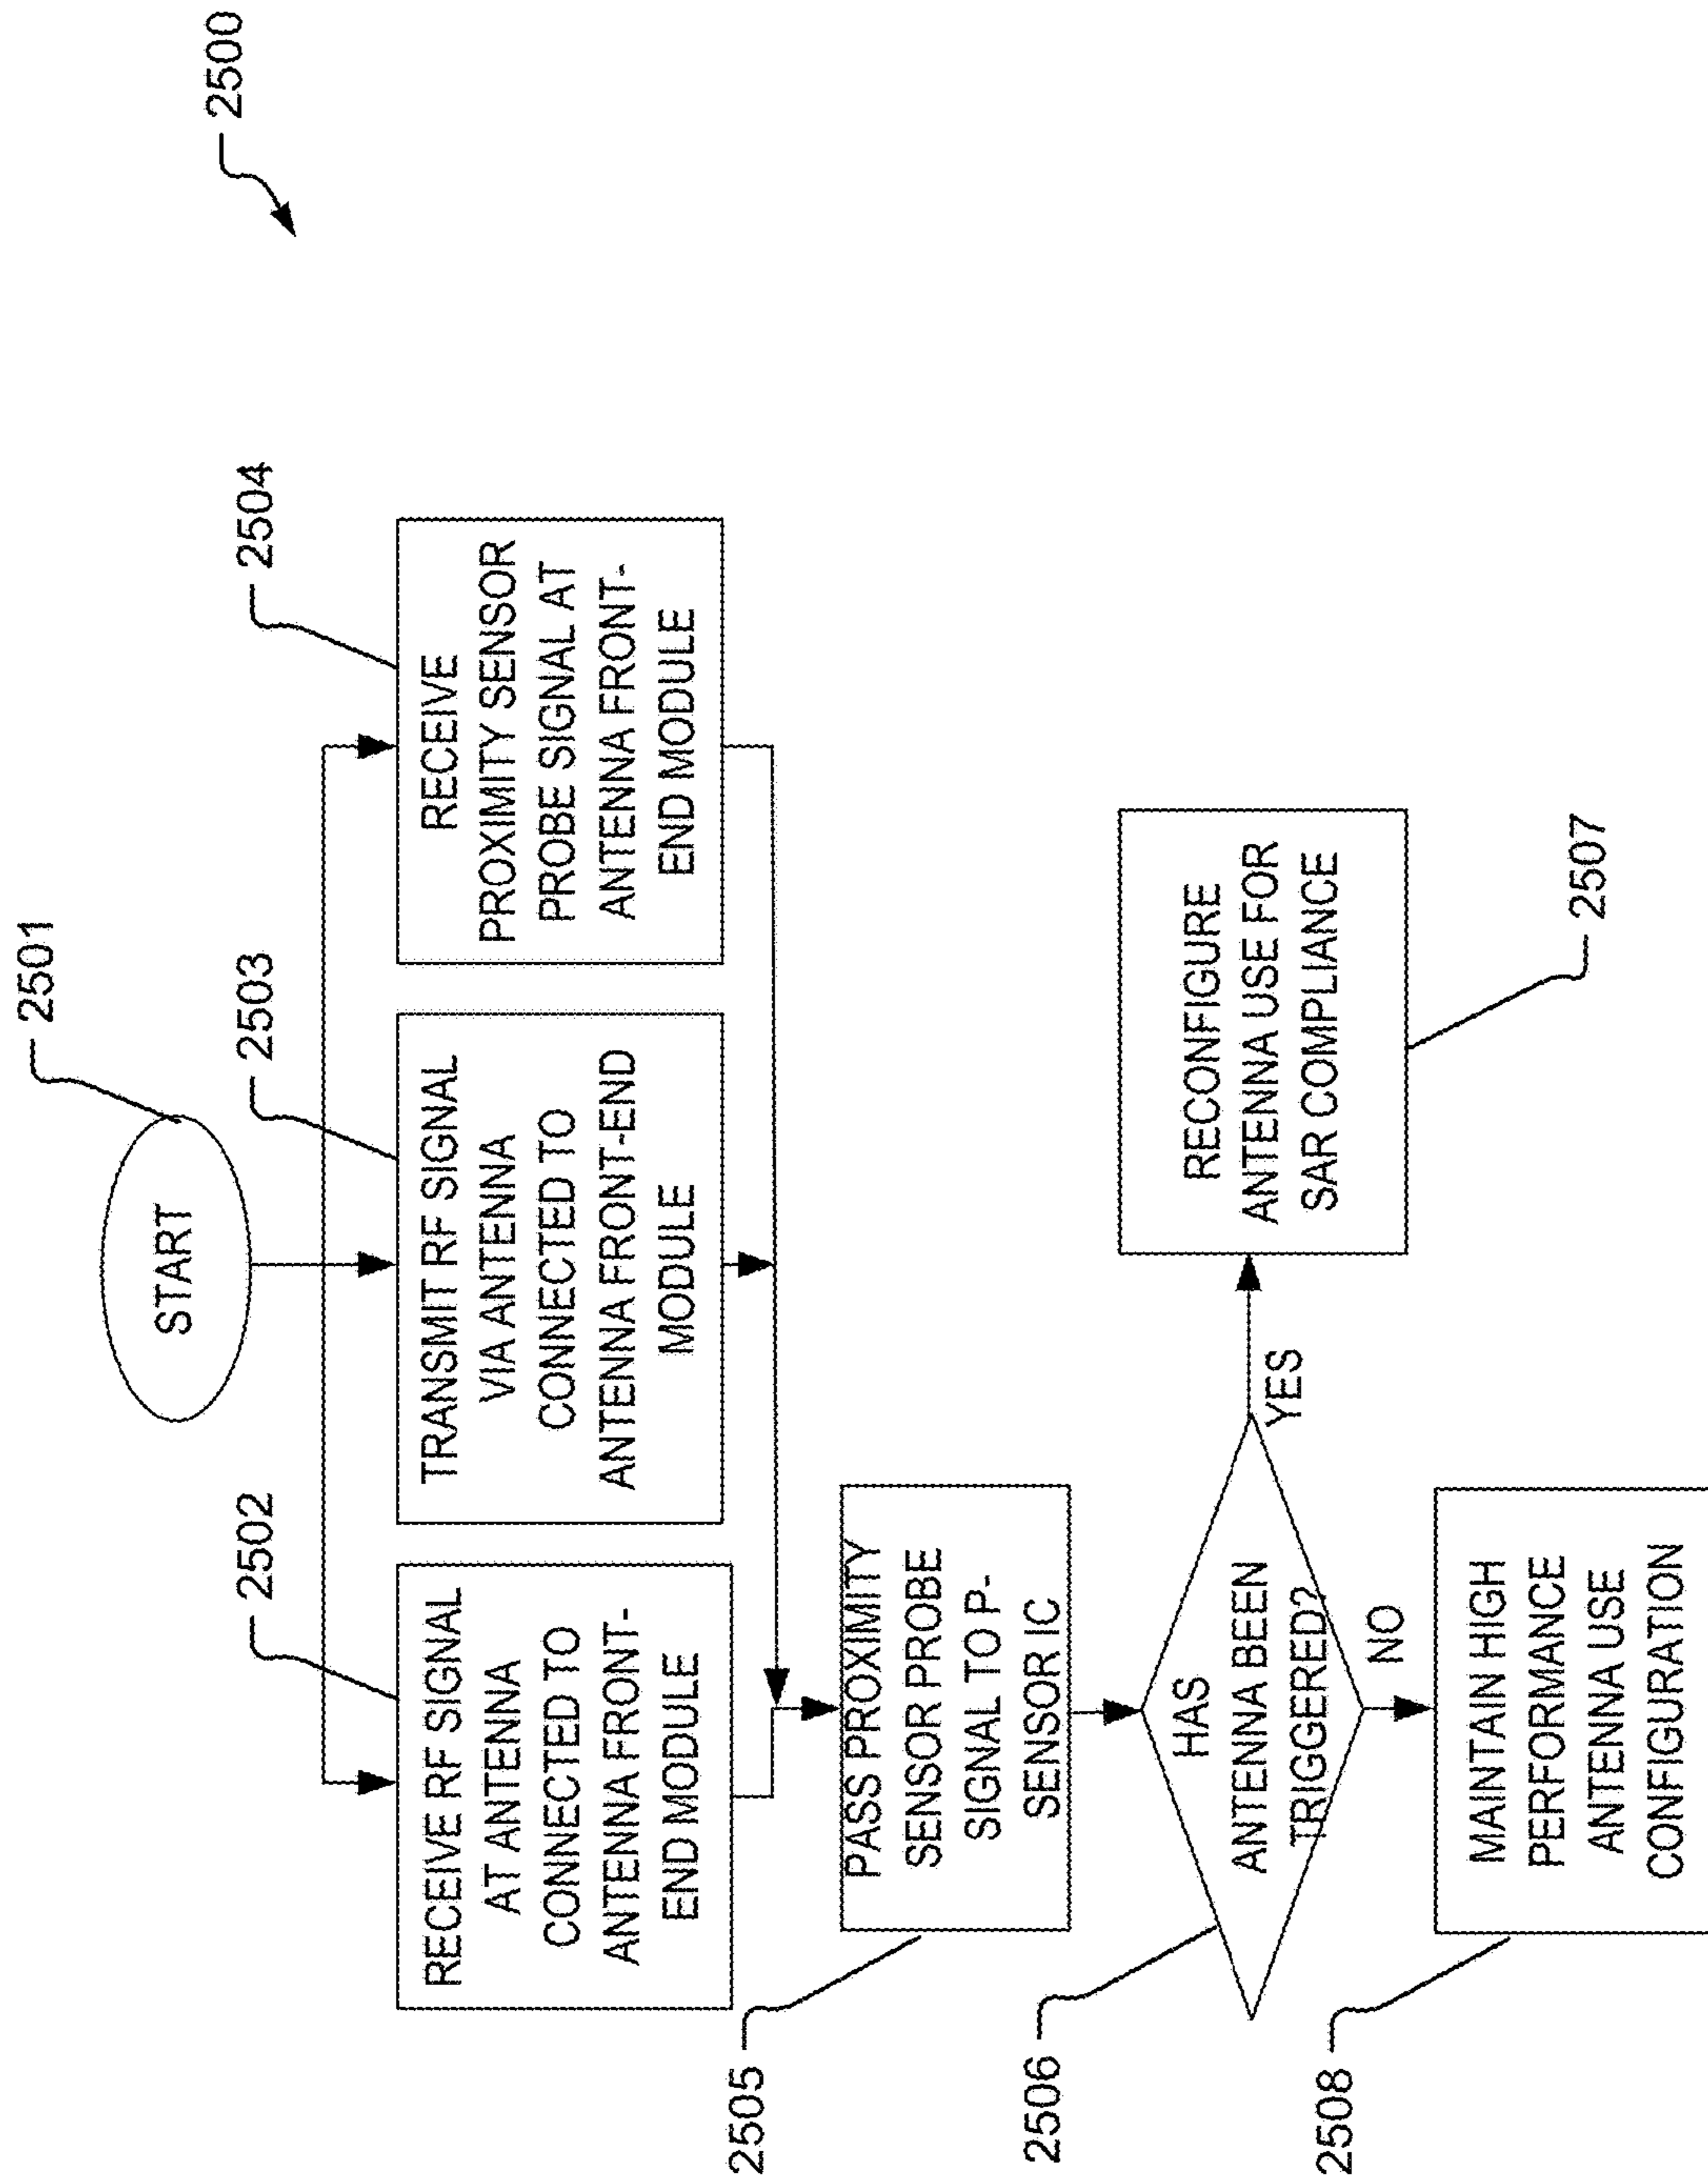 2500
2501
START
2502
RECEIVE RF SIGNAL
AT ANTENNA
CONNECTED TO
ANTENNA FRONT-
END MODULE
2503
TRANSMIT RF SIGNAL
VIA ANTENNA
CONNECTED TO
ANTENNA FRONT-END
MODULE
2504
RECEIVE
PROXIMITY SENSOR
PROBE SIGNAL AT
ANTENNA FRONT-
END MODULE
2505
PASS PROXIMITY
SENSOR PROBE
SIGNAL TO P-
SENSOR IC
2506
HAS
ANTENNA BEEN
TRIGGERED?
YES
NO
RECONFIGURE
ANTENNA USE FOR
SAR COMPLIANCE
2507
2508
MAINTAIN HIGH
PERFORMANCE
ANTENNA USE
CONFIGURATION